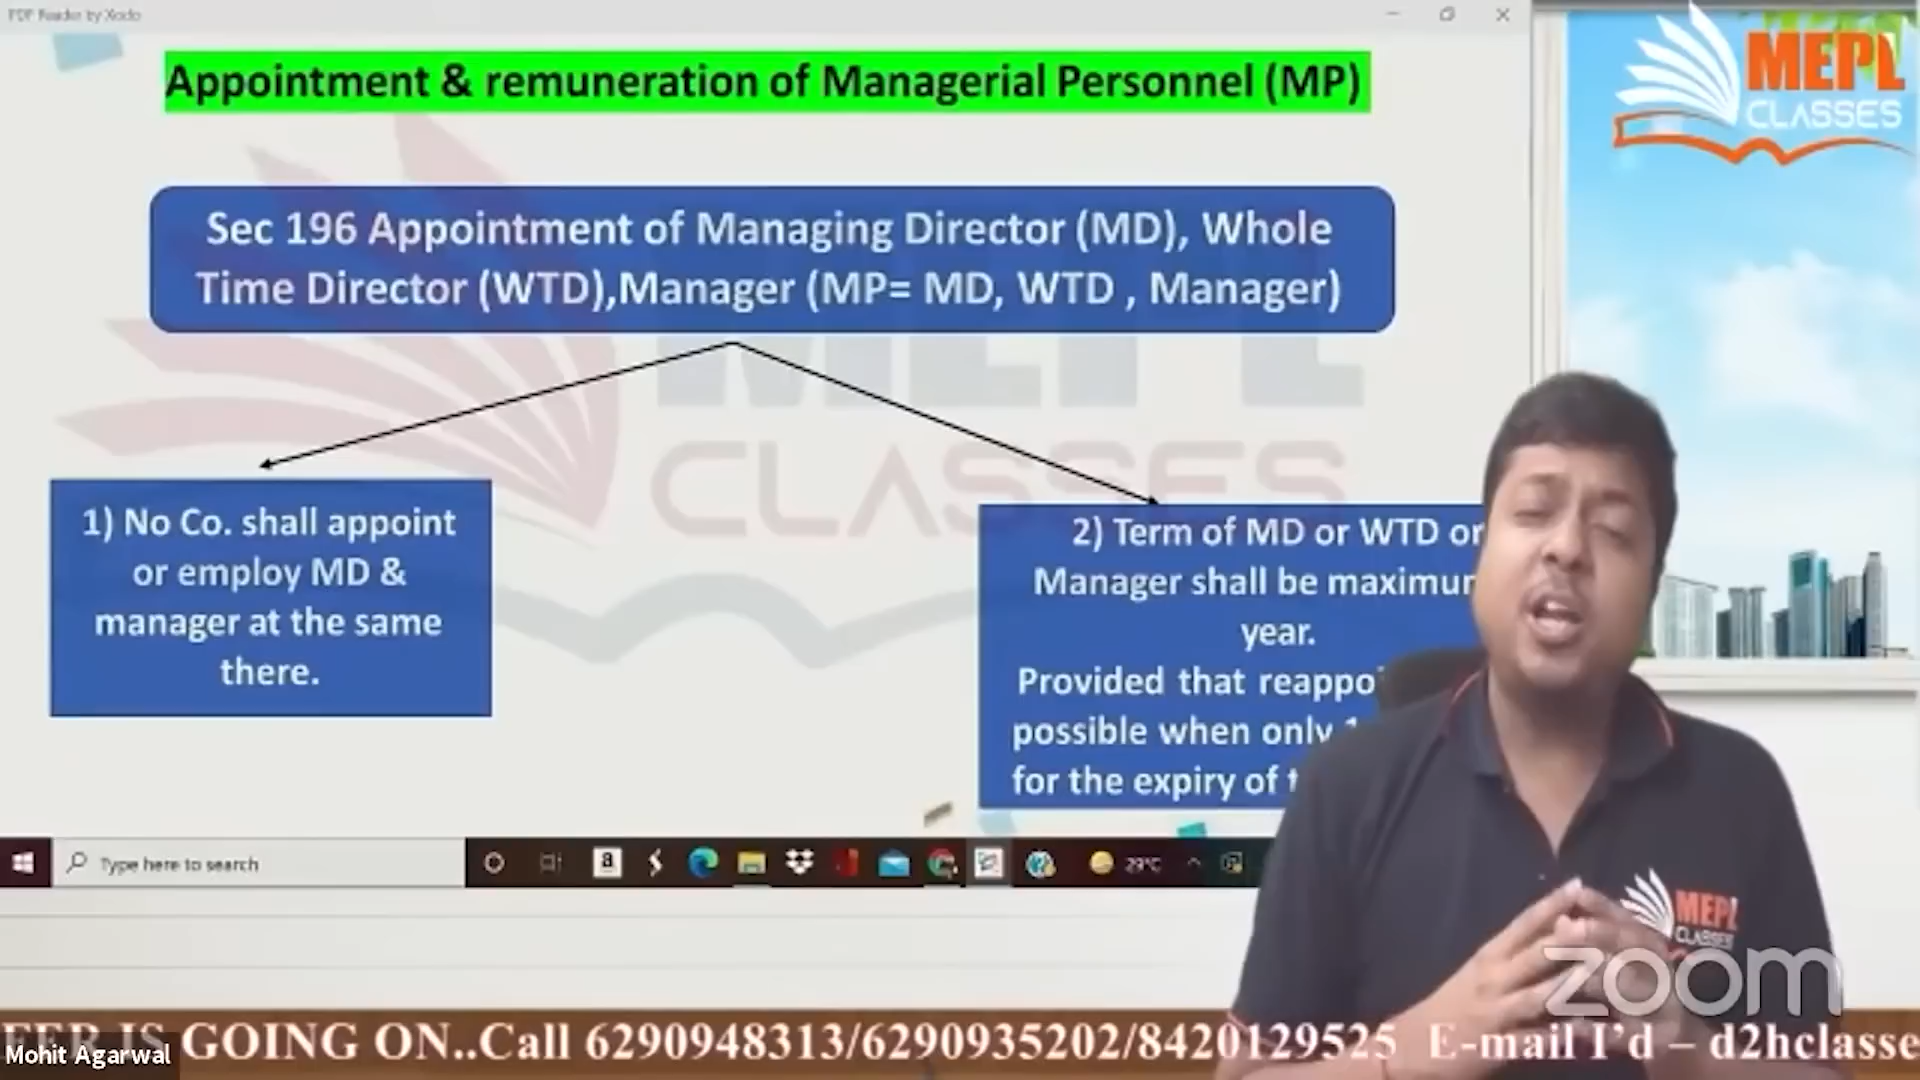 PDF Reader by Xodo
Appointment & remuneration of Managerial Personnel (MP)
MEPL
CLASSES
Sec 196 Appointment of Managing Director (MD), Whole
Time Director (WTD),Manager (MP= MD, WTD , Manager)
CLASSES
1) No Co. shall appoint
or employ MD &
manager at the same
there.
2) Term of MD or WTD or
Manager shall be maximu
year.
Provided that reappo
possible when only
for the expiry of
Type here to search
29°C
MEPL
CLASSES
zoom
IS GOING ON..Call 6290948313/6290935202/8420129525 E-mail I'd – d2hclasse
Mohit Agarwal